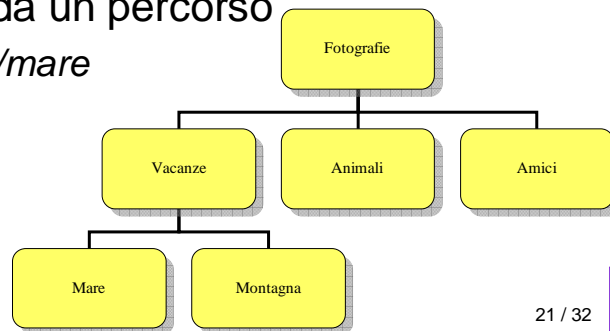 da un percorso
/mare
Fotografie
Vacanze Animali Amici
Mare Montagna
21 / 32